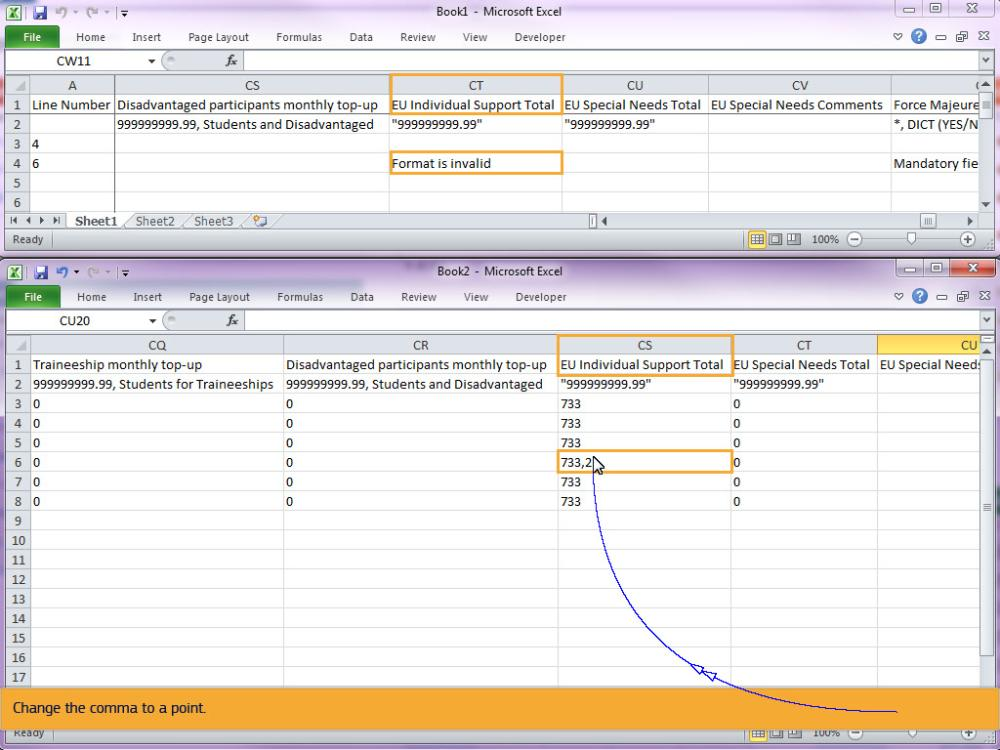 Book1 - Microsoft Excel
File Home Insert Page Layout Formulas Data Review View Developer
CW11 fx
A CS CT CU CV
1 Line Number Disadvantaged participants monthly top-up EU Individual Support Total EU Special Needs Total EU Special Needs Comments Force Majeure
2 999999999.99, Students and Disadvantaged "999999999.99" "999999999.99" *, DICT (YES/N
3 4
4 6 Format is invalid Mandatory fie
5
6
Sheet1 Sheet2 Sheet3
Ready 100%
Book2 - Microsoft Excel
File Home Insert Page Layout Formulas Data Review View Developer
CU20 fx
CQ CR CS CT CU
1 Traineeship monthly top-up Disadvantaged participants monthly top-up EU Individual Support Total EU Special Needs Total EU Special Needs
2 999999999.99, Students for Traineeships 999999999.99, Students and Disadvantaged "999999999.99" "999999999.99"
3 0 0 733 0
4 0 0 733 0
5 0 0 733 0
6 0 0 733,2 0
7 0 0 733 0
8 0 0 733 0
9
10
11
12
13
14
15
16
17
Change the comma to a point.
Ready 100%